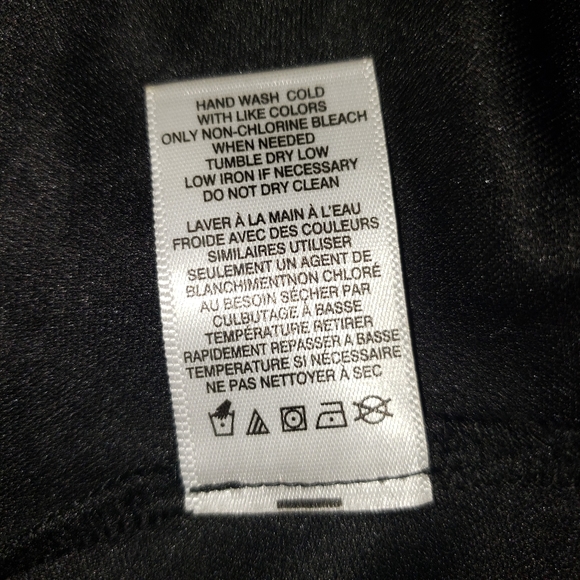 HAND WASH COLD
WITH LIKE COLORS
ONLY NON-CHLORINE BLEACH
WHEN NEEDED
TUMBLE DRY LOW
LOW IRON IF NECESSARY
DO NOT DRY CLEAN
LAVER À LA MAIN À L'EAU
FROIDE AVEC DES COULEURS
SIMILAIRES UTILISER
SEULEMENT UN AGENT DE
BLANCHIMENTNON CHLORÉ
AU BESOIN SÉCHER PAR
CULBUTAGE À BASSE
TEMPÉRATURE RETIRER
RAPIDEMENT REPASSER A BASSE
TEMPERATURE SI NÉCESSAIRE
NE PAS NETTOYER À SEC